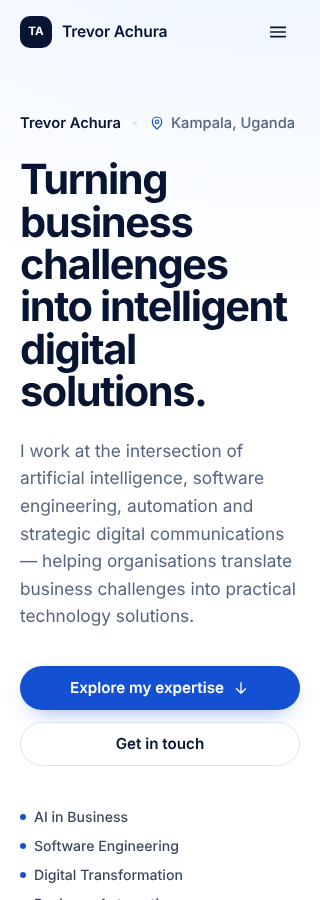 TA Trevor Achura
Trevor Achura • Kampala, Uganda
Turning
business
challenges
into intelligent
digital
solutions.
I work at the intersection of
artificial intelligence, software
engineering, automation and
strategic digital communications
— helping organisations translate
business challenges into practical
technology solutions.
Explore my expertise ↓
Get in touch
• AI in Business
• Software Engineering
• Digital Transformation